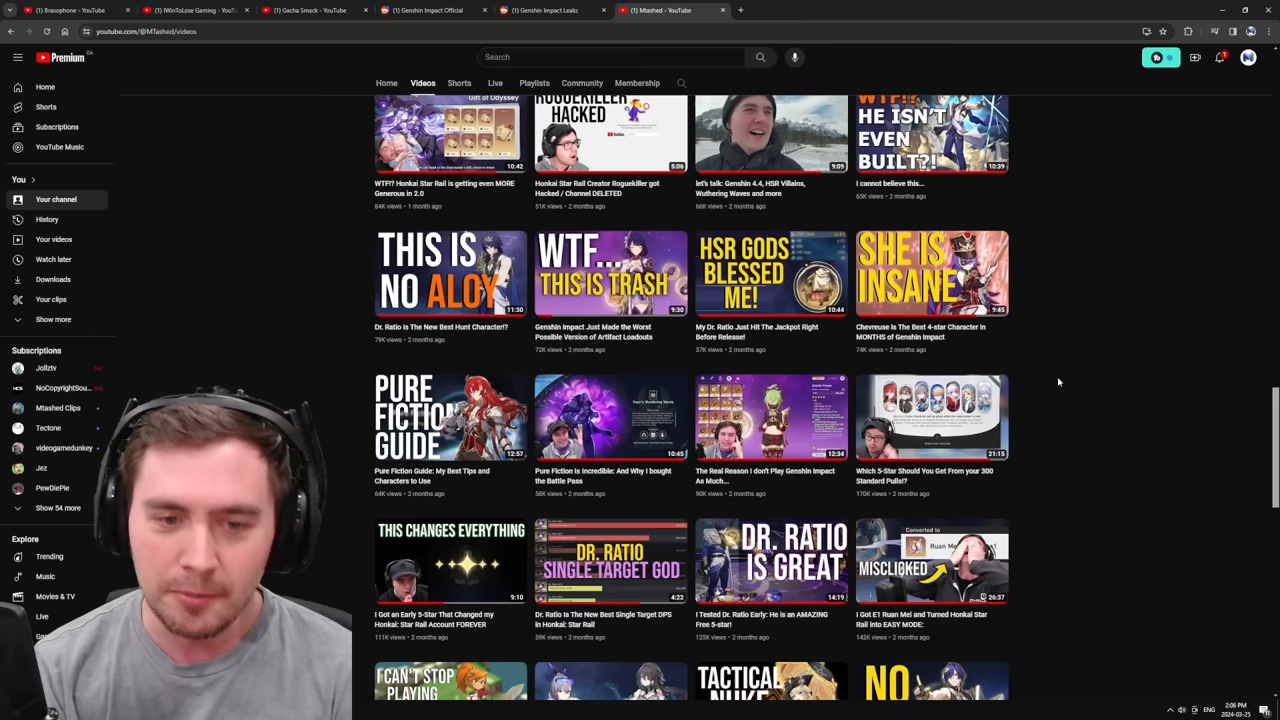 Braxophone - YouTube
IWinToLose Gaming - YouT
Gacha Smack - YouTube
Genshin Impact Official
Genshin Impact Leaks
Mtashed - YouTube
youtube.com/@MTashed/videos
Premium CA
Search
1
Home
Videos
Shorts
Live
Playlists
Community
Membership
Home
Shorts
Subscriptions
YouTube Music
You
Your channel
History
Your videos
Watch later
Downloads
Your clips
Show more
Subscriptions
Jollztv
NoCopyrightSou...
Mtashed Clips
Tectone
videogamedunkey
Jez
PewDiePie
Show 54 more
Explore
Trending
Music
Movies & TV
Live
Gift of Odyssey
10:42
WTF!? Honkai Star Rail is getting even MORE
Generous in 2.0
84K views • 1 month ago
ROGUEKILLER
HACKED
5:06
Honkai Star Rail Creator Roguekiller got
Hacked / Channel DELETED
51K views • 2 months ago
9:09
let's talk: Genshin 4.4, HSR Villains,
Wuthering Waves and more
66K views • 2 months ago
WTF!?
HE ISN'T
EVEN
BUILT?!
10:39
I cannot believe this...
65K views • 2 months ago
THIS IS
NO ALOY
11:30
Dr. Ratio Is The New Best Hunt Character!?
79K views • 2 months ago
WTF...
THIS IS TRASH
9:30
Genshin Impact Just Made the Worst
Possible Version of Artifact Loadouts
72K views • 2 months ago
HSR GODS
BLESSED
ME!
10:44
My Dr. Ratio Just Hit The Jackpot Right
Before Release!
37K views • 2 months ago
SHE IS
INSANE
9:45
Chevreuse is The Best 4-star Character in
MONTHS of Genshin Impact
74K views • 2 months ago
PURE
FICTION
GUIDE
12:57
Pure Fiction Guide: My Best Tips and
Characters to Use
64K views • 2 months ago
10:45
Pure Fiction Is Incredible: And Why I bought
the Battle Pass
58K views • 2 months ago
12:34
The Real Reason I don't Play Genshin Impact
As Much...
90K views • 2 months ago
21:15
Which 5-Star Should You Get From your 300
Standard Pulls!?
170K views • 2 months ago
THIS CHANGES EVERYTHING
9:10
I Got an Early 5-Star That Changed my
Honkai: Star Rail Account FOREVER
111K views • 2 months ago
DR. RATIO
SINGLE TARGET GOD
4:22
Dr. Ratio Is The New Best Single Target DPS
in Honkai: Star Rail
59K views • 2 months ago
DR. RATIO
IS GREAT
14:19
I Tested Dr. Ratio Early: He is an AMAZING
Free 5-star!
125K views • 2 months ago
Converted to
Ruan Me
MISCLICKED
26:37
I Got E1 Ruan Mei and Turned Honkai Star
Rail into EASY MODE:
142K views • 2 months ago
I CAN'T STOP
PLAYING
TACTICAL
NUKE
NO
ENG
2:06 PM
2024-03-25